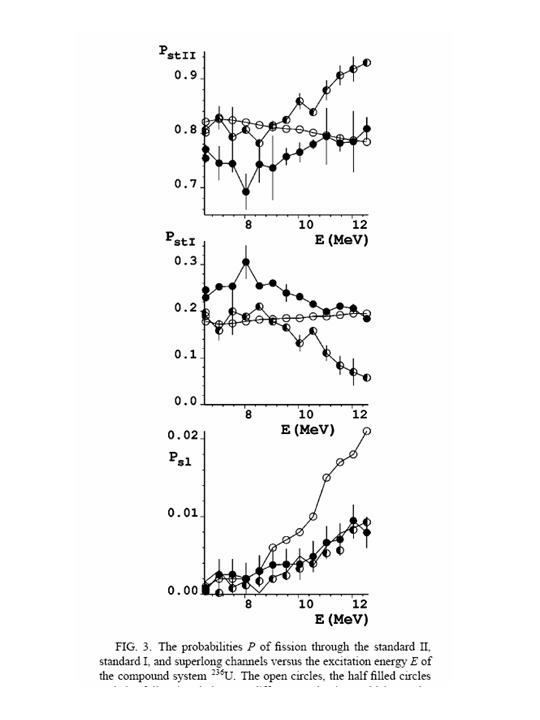 P stII
0.9
0.8
0.7
8 10 12
E (MeV)
P stI
0.3
0.2
0.1
0.0
8 10 12
E (MeV)
0.02
P sl
0.01
0.00
8 10 12
E (MeV)
FIG. 3. The probabilities P of fission through the standard II,
standard I, and superlong channels versus the excitation energy E of
the compound system ²³⁶U. The open circles, the half filled circles